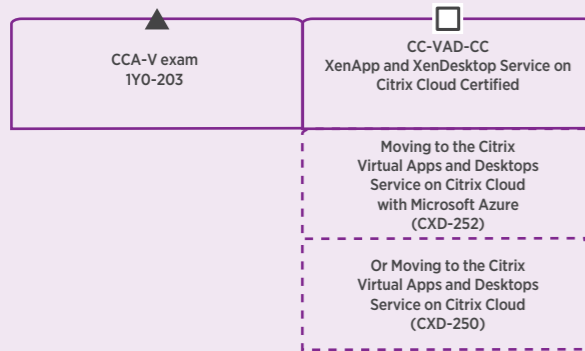 CCA-V exam
1Y0-203
CC-VAD-CC
XenApp and XenDesktop Service on
Citrix Cloud Certified
Moving to the Citrix
Virtual Apps and Desktops
Service on Citrix Cloud
with Microsoft Azure
(CXD-252)
Or Moving to the Citrix
Virtual Apps and Desktops
Service on Citrix Cloud
(CXD-250)